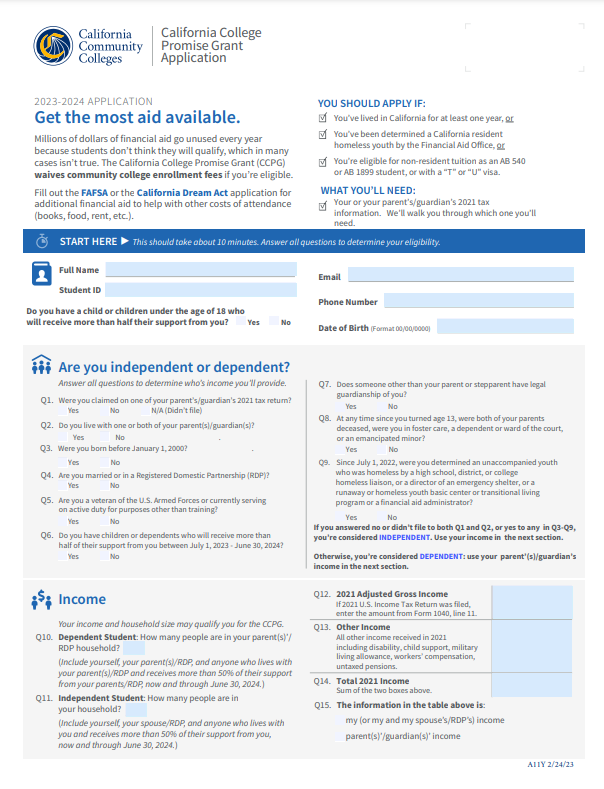 California
Community
Colleges
California College
Promise Grant
Application
2023-2024 APPLICATION
Get the most aid available.
Millions of dollars of financial aid go unused every year
because students don't think they will qualify, which in many
cases isn't true. The California College Promise Grant (CCPG)
waives community college enrollment fees if you're eligible.
Fill out the FAFSA or the California Dream Act application for
additional financial aid to help with other costs of attendance
(books, food, rent, etc.).
YOU SHOULD APPLY IF:
You've lived in California for at least one year, or
You've been determined a California resident
homeless youth by the Financial Aid Office, or
You're eligible for non-resident tuition as an AB 540
or AB 1899 student, or with a "T" or "U" visa.
WHAT YOU'LL NEED:
Your or your parents'/guardian's 2021 tax
information. We'll walk you through which one you'll
need.
START HERE ▶ This should take about 10 minutes. Answer all questions to determine your eligibility.
Full Name
Student ID
Do you have a child or children under the age of 18 who
will receive more than half their support from you? Yes No
Email
Phone Number
Date of Birth (Format 00/00/0000)
Are you independent or dependent?
Answer all questions to determine who's income you'll provide.
Q1. Were you claimed on one of your parent's/guardian's 2021 tax return?
Yes No N/A (Didn't file)
Q2. Do you live with one or both of your parent(s)/guardian(s)?
Yes No
Q3. Were you born before January 1, 2000?
Yes No
Q4. Are you married or in a Registered Domestic Partnership (RDP)?
Yes No
Q5. Are you a veteran of the U.S. Armed Forces or currently serving
on active duty for purposes other than training?
Yes No
Q6. Do you have children or dependents who will receive more than
half of their support from you between July 1, 2023 - June 30, 2024?
Yes No
Q7. Does someone other than your parent or stepparent have legal
guardianship of you?
Yes No
Q8. At any time since you turned age 13, were both of your parents
deceased, were you in foster care, a dependent or ward of the court,
or an emancipated minor?
Yes No
Q9. Since July 1, 2022, were you determined an unaccompanied youth
who was homeless by a high school, district, or college
homeless liaison, or a director of an emergency shelter, or a
runaway or homeless youth basic center or transitional living
program or a financial aid administrator?
Yes No
If you answered no or didn't file to both Q1 and Q2, or yes to any in Q3-Q9,
you're considered INDEPENDENT. Use your income in the next section.
Otherwise, you're considered DEPENDENT: use your parent'(s)/guardian's
income in the next section.
Income
Your income and household size may qualify you for the CCPG.
Q10. Dependent Student: How many people are in your parent(s)'/
RDP household?
(Include yourself, your parent(s)/RDP, and anyone who lives with
your parent(s)/RDP and receives more than 50% of their support
from your parents/RDP, now and through June 30, 2024.)
Q11. Independent Student: How many people are in
your household?
(Include yourself, your spouse/RDP, and anyone who lives with
you and receives more than 50% of their support from you,
now and through June 30, 2024.)
Q12. 2021 Adjusted Gross Income
If 2021 U.S. Income Tax Return was filed,
enter the amount from Form 1040, line 11.
Q13. Other Income
All other income received in 2021
including disability, child support, military
living allowance, workers' compensation,
untaxed pensions.
Q14. Total 2021 Income
Sum of the two boxes above.
Q15. The information in the table above is:
my (or my and my spouse's/RDP's) income
parent(s)'/guardian(s)' income
A11Y 2/24/23